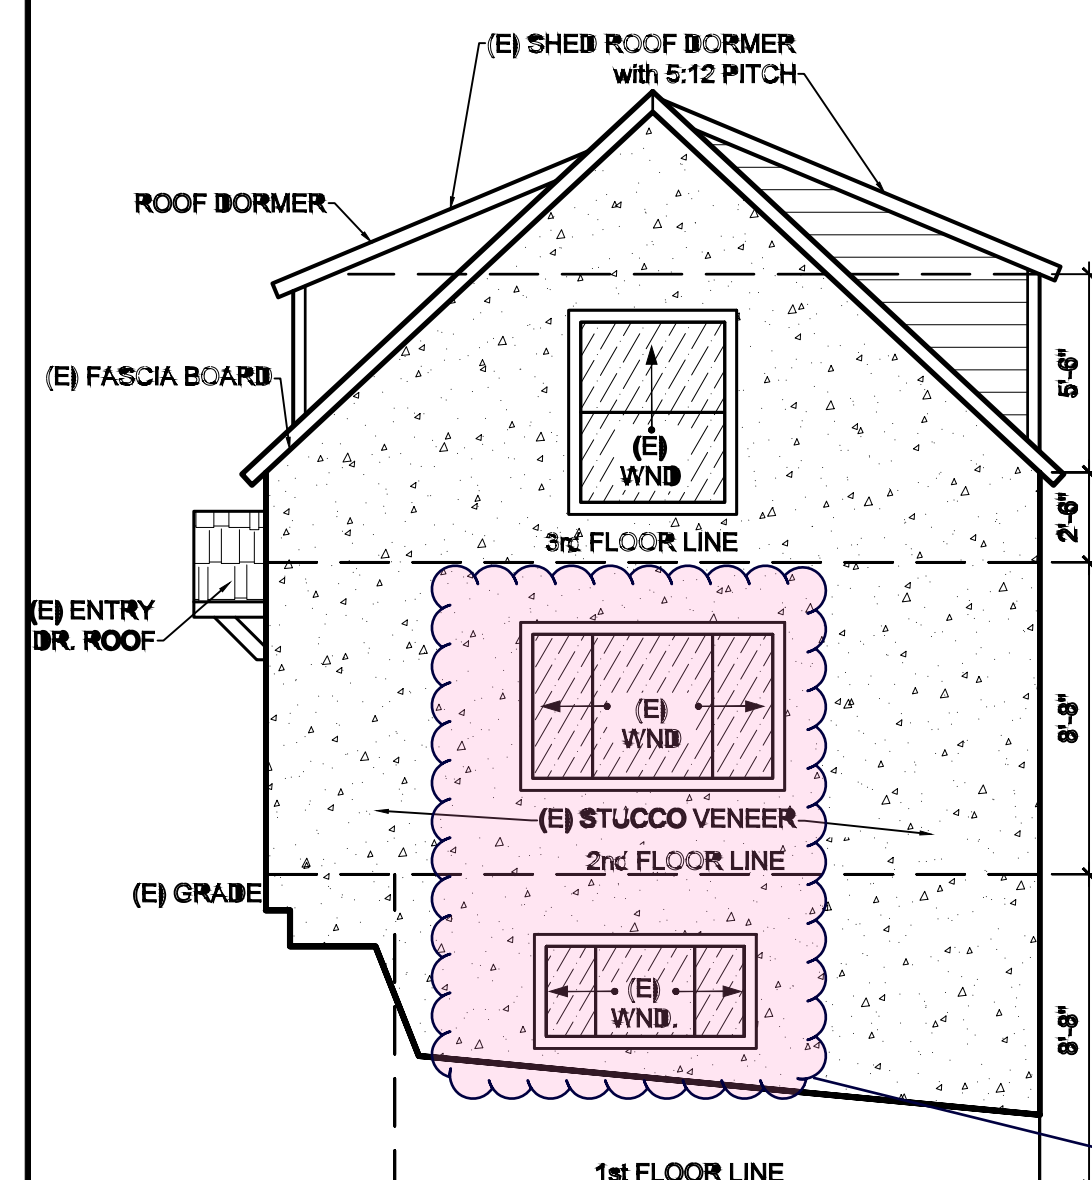 (E) SHED ROOF DORMER
with 5:12 PITCH
ROOF DORMER
(E) FASCIA BOARD
5'-6"
(E)
WND
2'-6"
3rd FLOOR LINE
(E) ENTRY
DR. ROOF
(E)
WND
8'-8"
(E) STUCCO VENEER
2nd FLOOR LINE
(E) GRADE
(E)
WND.
8'-8"
1st FLOOR LINE